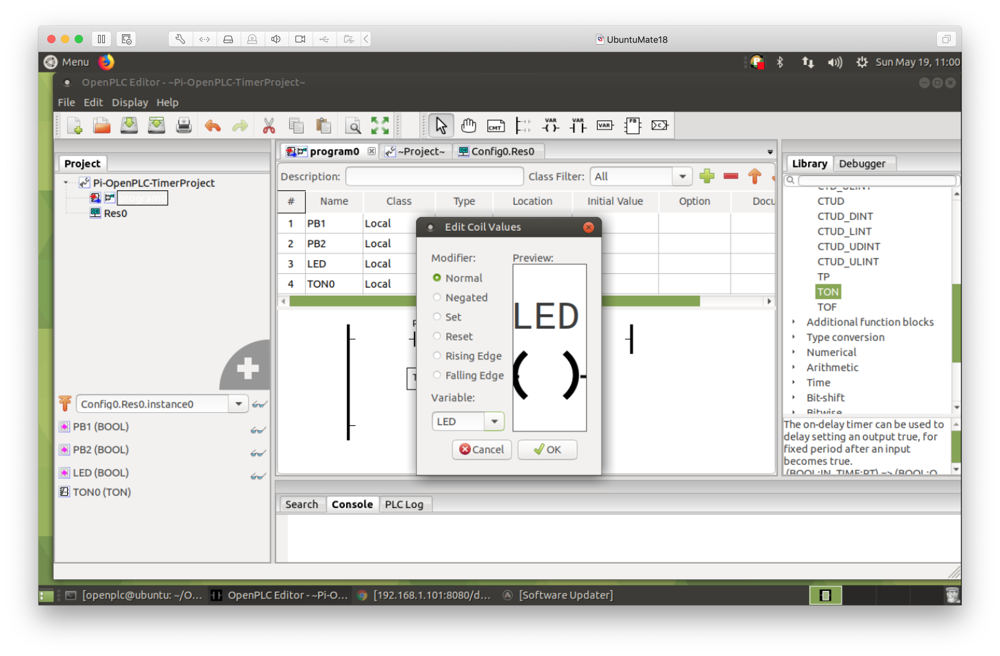 UbuntuMate18
Menu
Sun May 19, 11:00
OpenPLC Editor - ~Pi-OpenPLC-TimerProject~
File Edit Display Help
CMT VAR VAR VAR FB C
Project
program0 ~Project~ Config0.Res0
Library Debugger
Description: Class Filter: All
Pi-OpenPLC-TimerProject
program0
Res0
# Name Class Type Location Initial Value Option Docu
1 PB1 Local
2 PB2 Local
3 LED Local
4 TON0 Local
Edit Coil Values
Modifier: Preview:
Normal
Negated
Set
Reset
Rising Edge
Falling Edge
LED
Variable:
LED
Cancel OK
CTD_ULINT
CTUD
CTUD_DINT
CTUD_LINT
CTUD_UDINT
CTUD_ULINT
TP
TON
TOF
Additional function blocks
Type conversion
Numerical
Arithmetic
Time
Bit-shift
Bitwise
The on-delay timer can be used to
delay setting an output true, for
fixed period after an input
becomes true.
(BOOL:IN, TIME:PT) => (BOOL:Q,
Config0.Res0.instance0
PB1 (BOOL)
PB2 (BOOL)
LED (BOOL)
TON0 (TON)
Search Console PLC Log
[openplc@ubuntu: ~/O... OpenPLC Editor - ~Pi-O... [192.168.1.101:8080/d... [Software Updater]